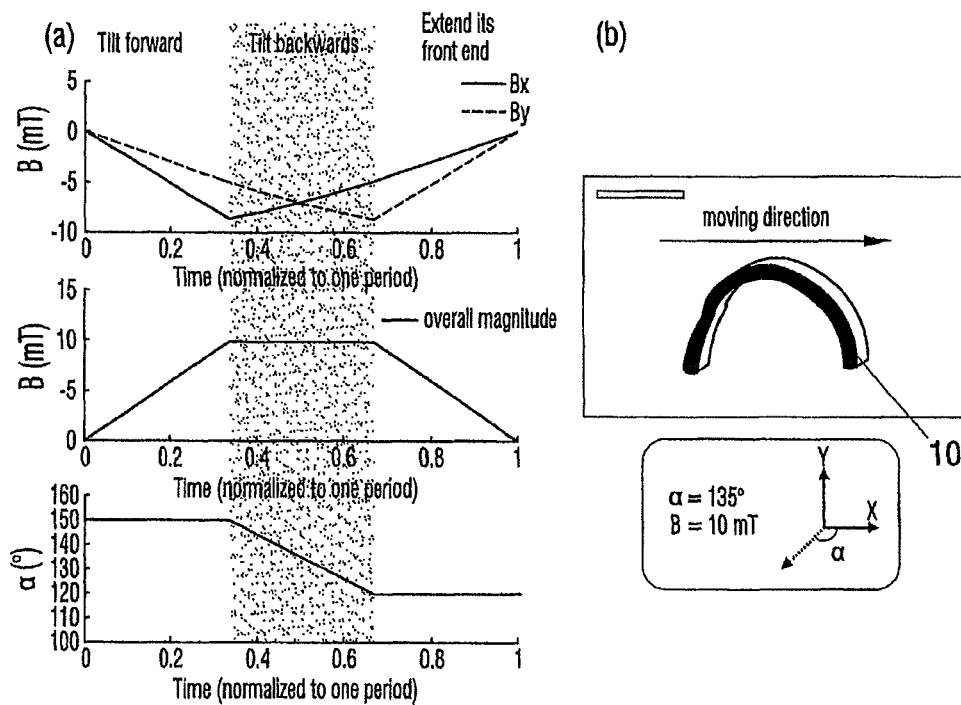 (a)
Tilt forward
Tilt backwards
Extend its
front end
Bx
By
B (mT)
5
0
-5
-10
0 0.2 0.4 0.6 0.8 1
Time (normalized to one period)
overall magnitude
B (mT)
15
10
-5
0
0 0.2 0.4 0.6 0.8 1
Time (normalized to one period)
α (°)
160
150
140
130
120
110
100
0 0.2 0.4 0.6 0.8 1
Time (normalized to one period)
(b)
moving direction
10
α = 135°
B = 10 mT
Y
X
α